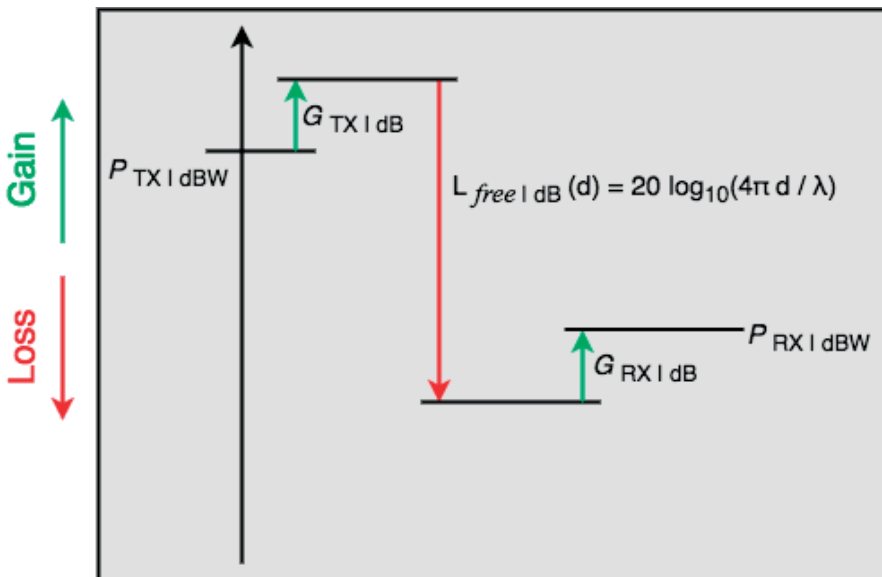 Gain
Loss
G TX | dB
P TX | dBW
L free | dB (d) = 20 log10(4π d / λ)
P RX | dBW
G RX | dB